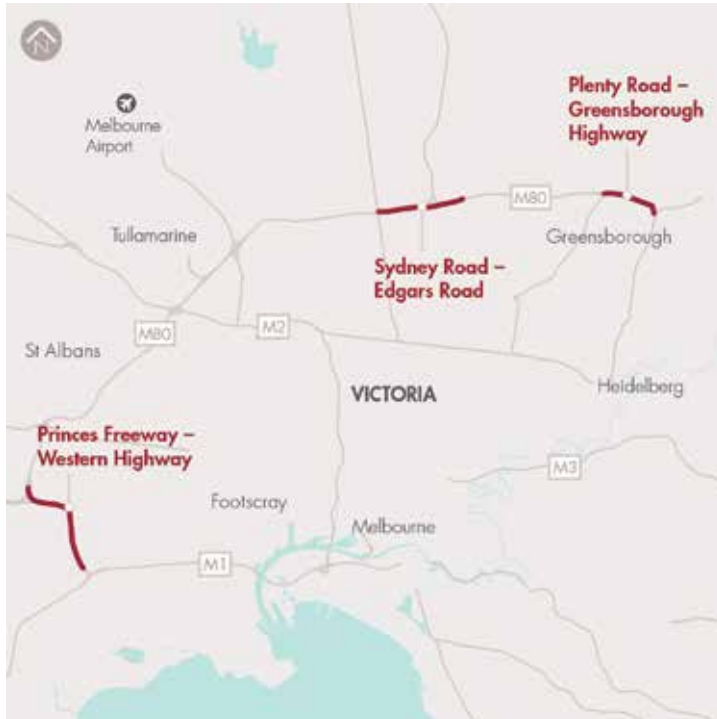 N
Plenty Road –
Greensborough
Highway
Melbourne
Airport
M80
Tullamarine
Greensborough
Sydney Road –
Edgars Road
M80
M2
St Albans
VICTORIA
Heidelberg
Princes Freeway –
Western Highway
M3
Footscray
Melbourne
M1